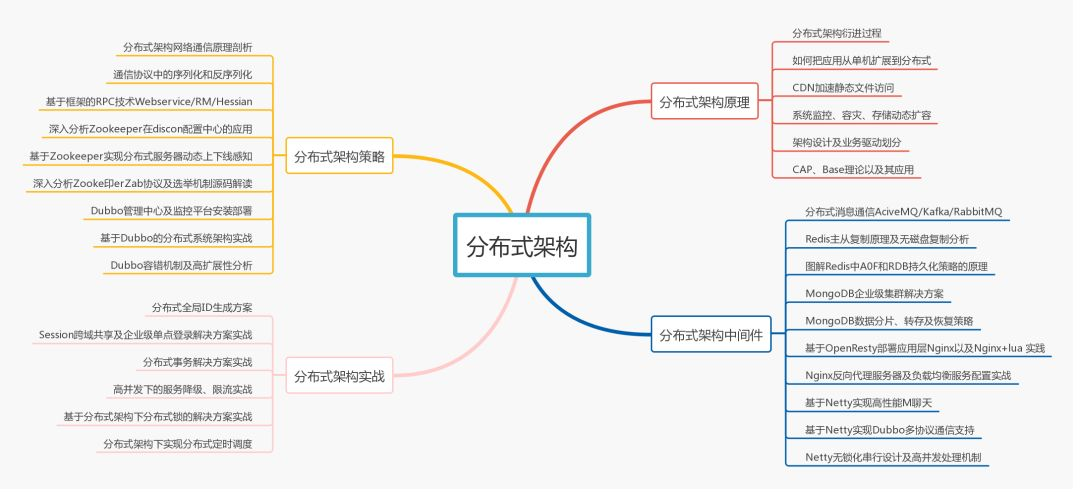 分布式架构
分布式架构原理
分布式架构衍进过程
如何把应用从单机扩展到分布式
CDN加速静态文件访问
系统监控、容灾、存储动态扩容
架构设计及业务驱动划分
CAP、Base理论以及其应用
分布式架构策略
分布式架构网络通信原理剖析
通信协议中的序列化和反序列化
基于框架的RPC技术Webservice/RM/Hessian
深入分析Zookeeper在discon配置中心的应用
基于Zookeeper实现分布式服务器动态上下线感知
深入分析Zooke印erZab协议及选举机制源码解读
Dubbo管理中心及监控平台安装部署
基于Dubbo的分布式系统架构实战
Dubbo容错机制及高扩展性分析
分布式架构中间件
分布式消息通信AciveMQ/Kafka/RabbitMQ
Redis主从复制原理及无磁盘复制分析
图解Redis中A0F和RDB持久化策略的原理
MongoDB企业级集群解决方案
MongoDB数据分片、转存及恢复策略
基于OpenResty部署应用层Nginx以及Nginx+lua 实践
Nginx反向代理服务器及负载均衡服务配置实战
基于Netty实现高性能M聊天
基于Netty实现Dubbo多协议通信支持
Netty无锁化串行设计及高并发处理机制
分布式架构实战
分布式全局ID生成方案
Session跨域共享及企业级单点登录解决方案实战
分布式事务解决方案实战
高并发下的服务降级、限流实战
基于分布式架构下分布式锁的解决方案实战
分布式架构下实现分布式定时调度